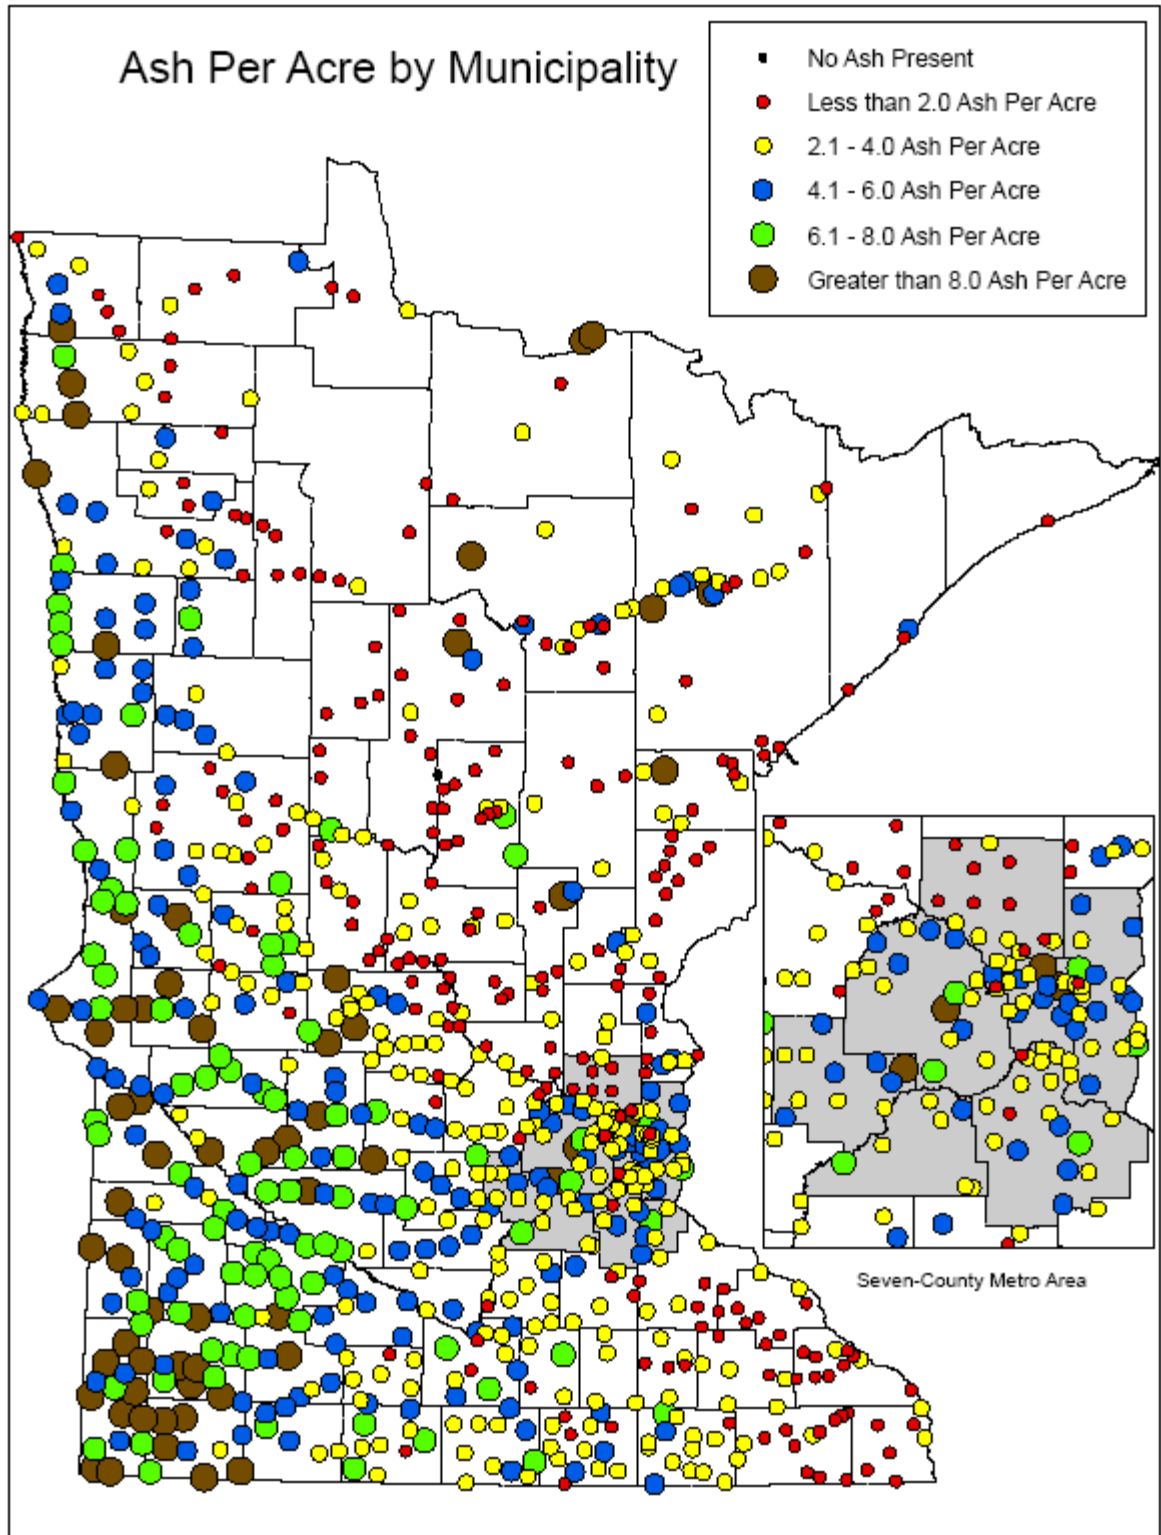 Ash Per Acre by Municipality
No Ash Present
Less than 2.0 Ash Per Acre
2.1 - 4.0 Ash Per Acre
4.1 - 6.0 Ash Per Acre
6.1 - 8.0 Ash Per Acre
Greater than 8.0 Ash Per Acre
Seven-County Metro Area